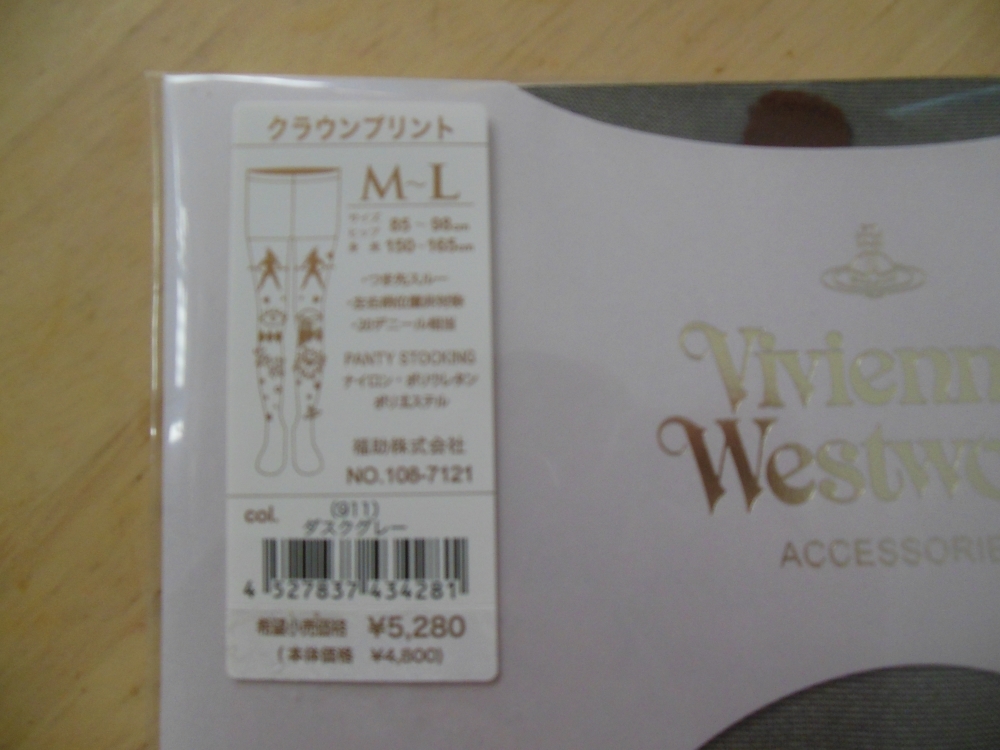 クラウンプリント
M~L
サイズ
ヒップ 85~98cm
身長 150-165cm
・つま先スルー
・左右柄位置非対称
・20デニール相当
PANTY STOCKING
ナイロン・ポリウレタン
ポリエステル
福助株式会社
NO.108-7121
col. (911)
ダスクグレー
4 527837 434281
希望小売価格 ¥5,280
(本体価格 ¥4,800)
Vivienn
Westwo
ACCESSORIE